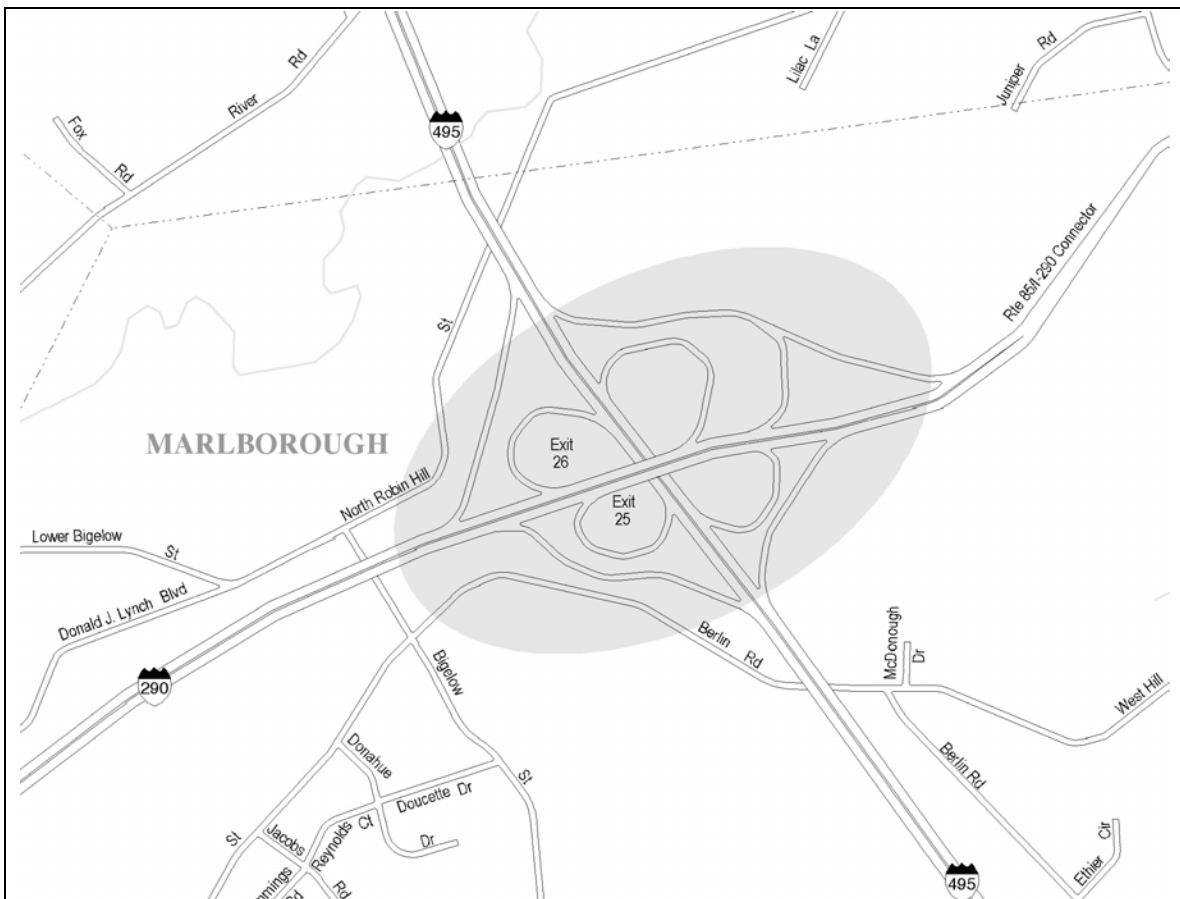 River Rd
Fox Rd
495
Lilac La
Juniper Rd
Rte 85/I-290 Connector
St
MARLBOROUGH
Exit 26
Exit 25
North Robin Hill
Lower Bigelow St
Donald J. Lynch Blvd
290
Bigelow St
Berlin Rd
McDonough Dr
West Hill
Berlin Rd
Donahue
Doucette Dr
Ct
Dr
St
Jacobs Rd
Reynolds
mmings Rd
Ethier Cir
495